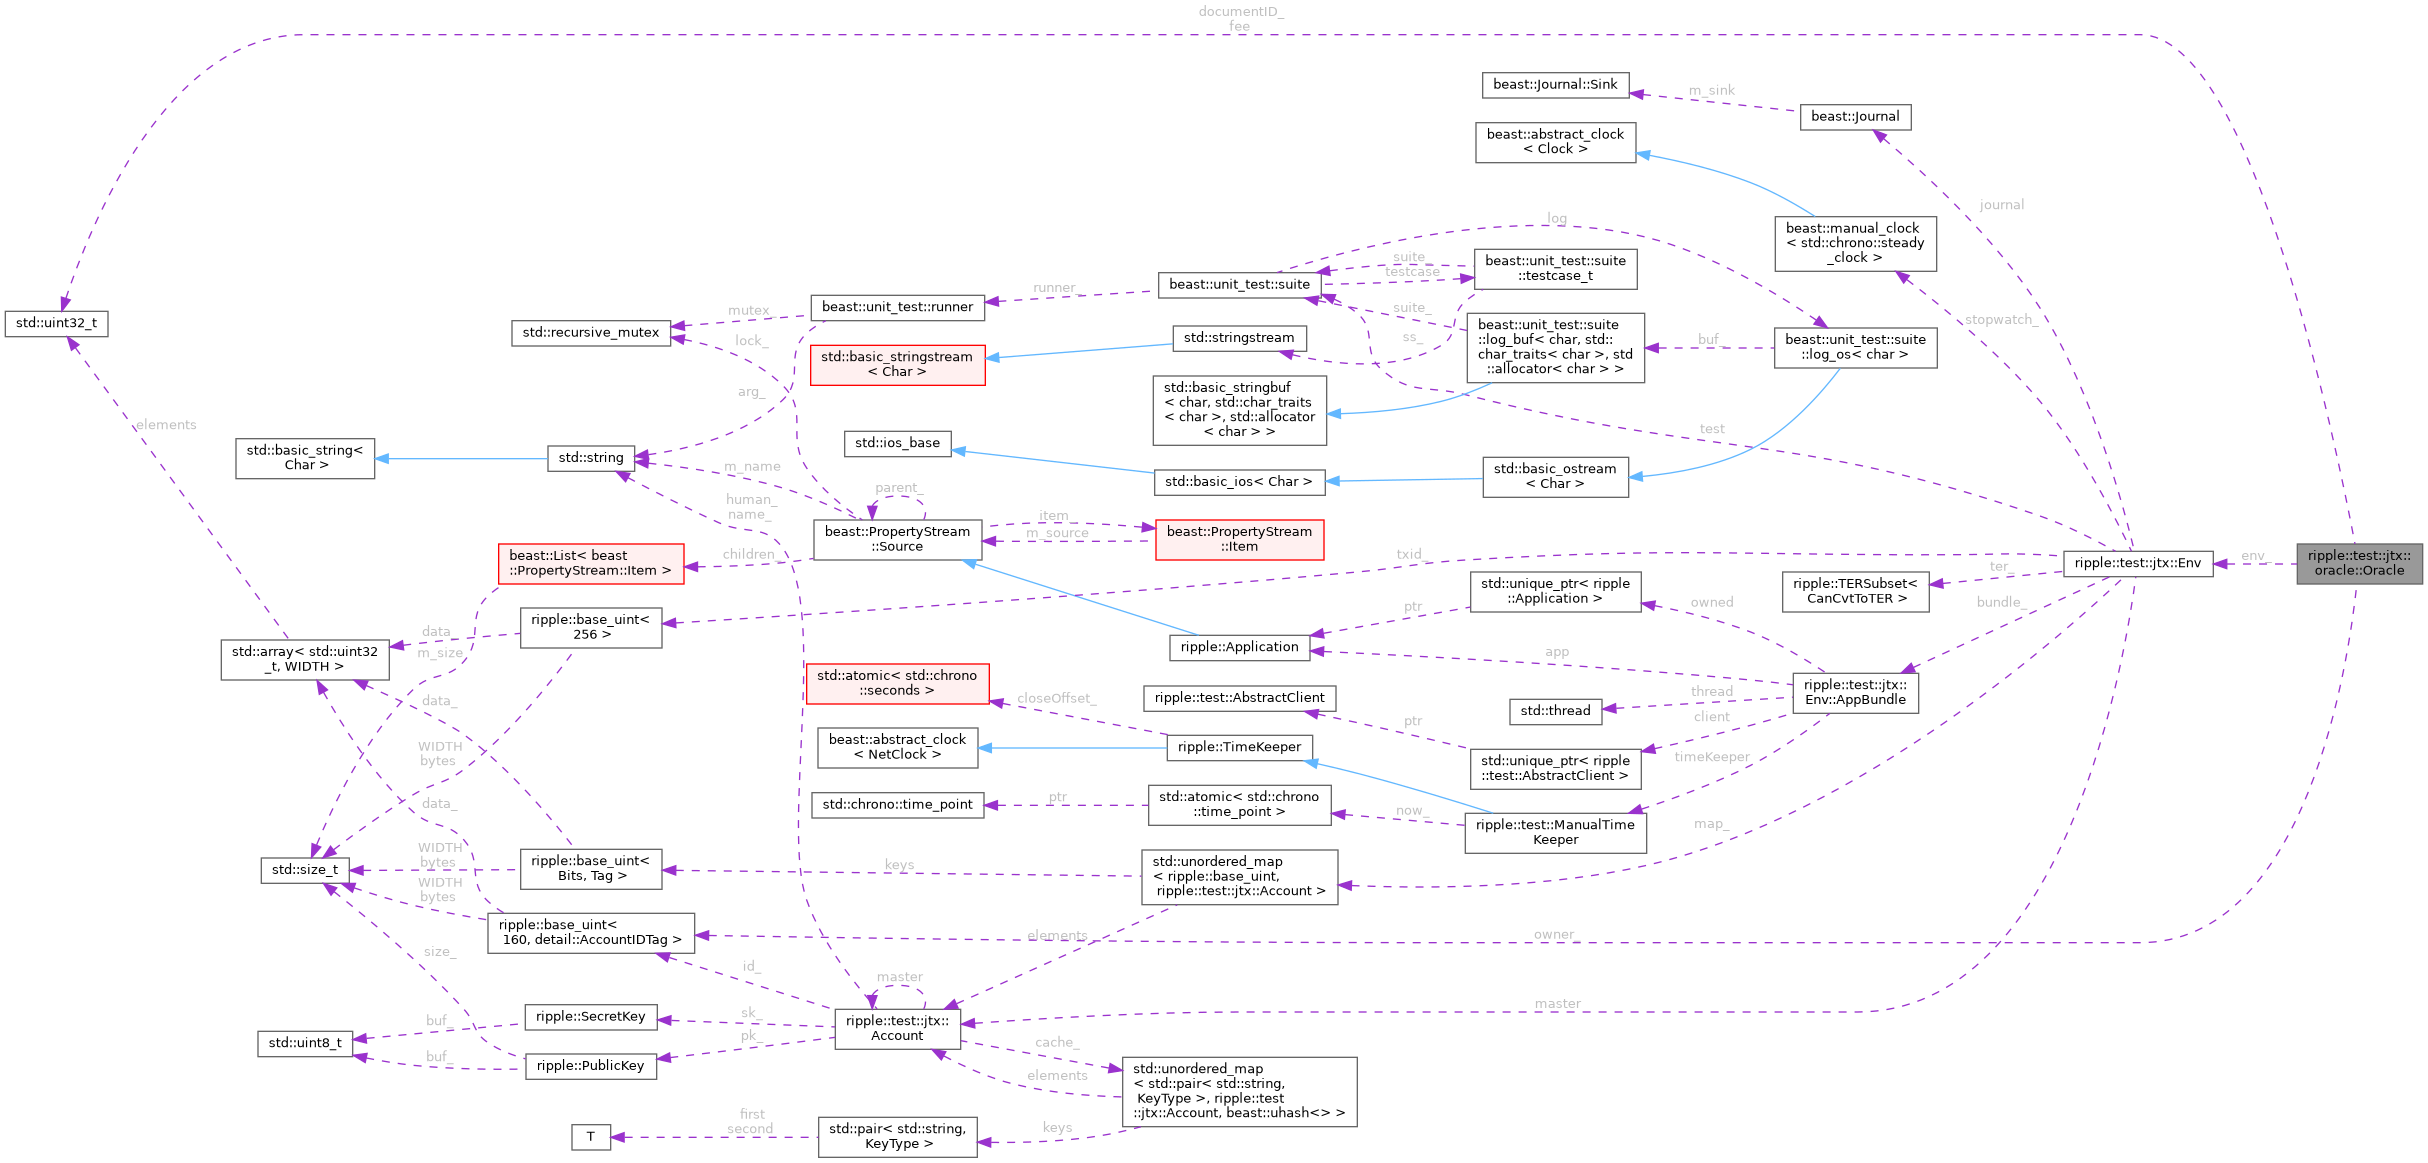 documentID_
fee
beast::Journal::Sink
m_sink
beast::Journal
beast::abstract_clock
< Clock >
journal
log
beast::manual_clock
< std::chrono::steady
_clock >
suite_
testcase
beast::unit_test::suite
::testcase_t
beast::unit_test::suite
runner_
beast::unit_test::runner
mutex_
std::recursive_mutex
std::uint32_t
lock_
suite_
ss_
stopwatch_
beast::unit_test::suite
::log_buf< char, std::
char_traits< char >, std
::allocator< char > >
buf_
beast::unit_test::suite
::log_os< char >
std::stringstream
std::basic_stringstream
< Char >
arg_
std::basic_stringbuf
< char, std::char_traits
< char >, std::allocator
< char > >
elements
test
std::ios_base
std::basic_string<
Char >
std::string
m_name
std::basic_ios< Char >
std::basic_ostream
< Char >
parent_
human_
name_
item_
m_source
beast::PropertyStream
::Source
beast::PropertyStream
::Item
children_
beast::List< beast
::PropertyStream::Item >
txid_
ripple::test::jtx::Env
env_
ripple::test::jtx::
oracle::Oracle
ter_
ripple::TERSubset<
CanCvtToTER >
bundle_
std::unique_ptr< ripple
::Application >
owned
ptr
ripple::base_uint<
256 >
data_
m_size
std::array< std::uint32
_t, WIDTH >
ripple::Application
app
std::atomic< std::chrono
::seconds >
closeOffset_
ripple::test::AbstractClient
ripple::test::jtx::
Env::AppBundle
thread
std::thread
client
ptr
data_
WIDTH
bytes
beast::abstract_clock
< NetClock >
ripple::TimeKeeper
std::unique_ptr< ripple
::test::AbstractClient >
timeKeeper
std::chrono::time_point
ptr
std::atomic< std::chrono
::time_point >
now_
ripple::test::ManualTime
Keeper
map_
data_
WIDTH
bytes
std::size_t
ripple::base_uint<
Bits, Tag >
keys
std::unordered_map
< ripple::base_uint,
ripple::test::jtx::Account >
WIDTH
bytes
ripple::base_uint<
160, detail::AccountIDTag >
elements
owner_
size_
id_
master
master
ripple::SecretKey
sk_
ripple::test::jtx::
Account
buf_
std::uint8_t
pk_
cache_
buf_
ripple::PublicKey
elements
std::unordered_map
< std::pair< std::string,
KeyType >, ripple::test
::jtx::Account, beast::uhash<> >
first
second
T
std::pair< std::string,
KeyType >
keys